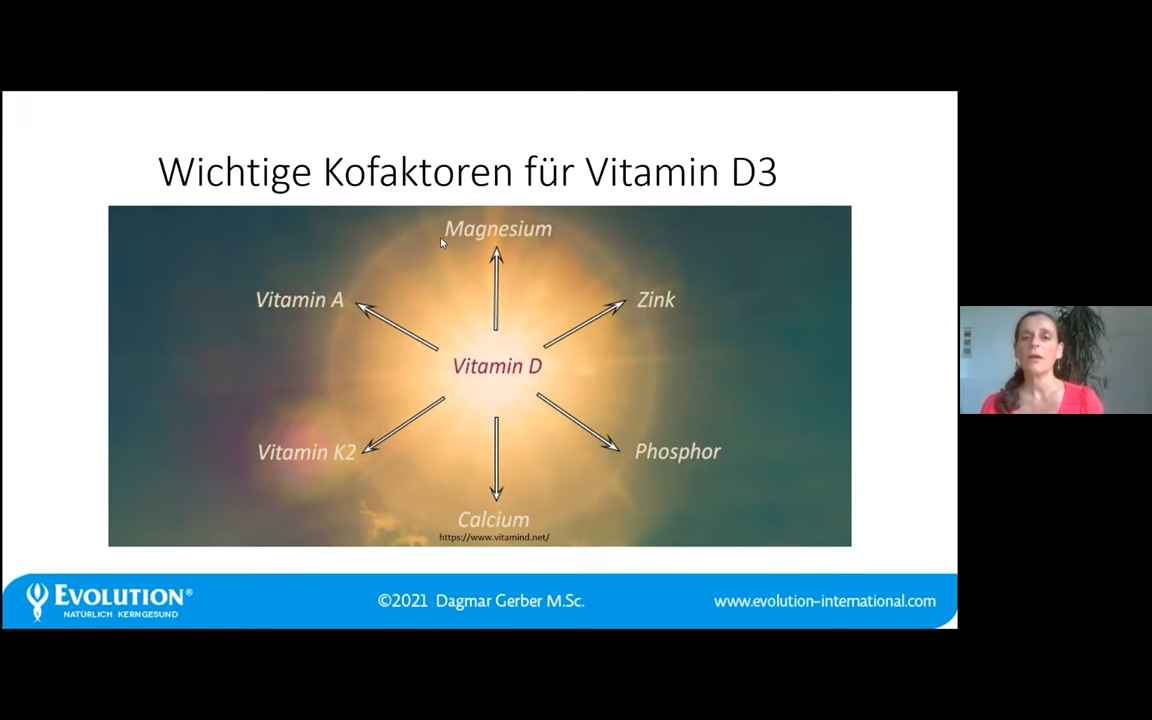 Wichtige Kofaktoren für Vitamin D3
Magnesium
Vitamin A
Zink
Vitamin D
Vitamin K2
Phosphor
Calcium
https://www.vitamind.net/
EVOLUTION®
NATÜRLICH KERNGESUND
©2021 Dagmar Gerber M.Sc.
www.evolution-international.com